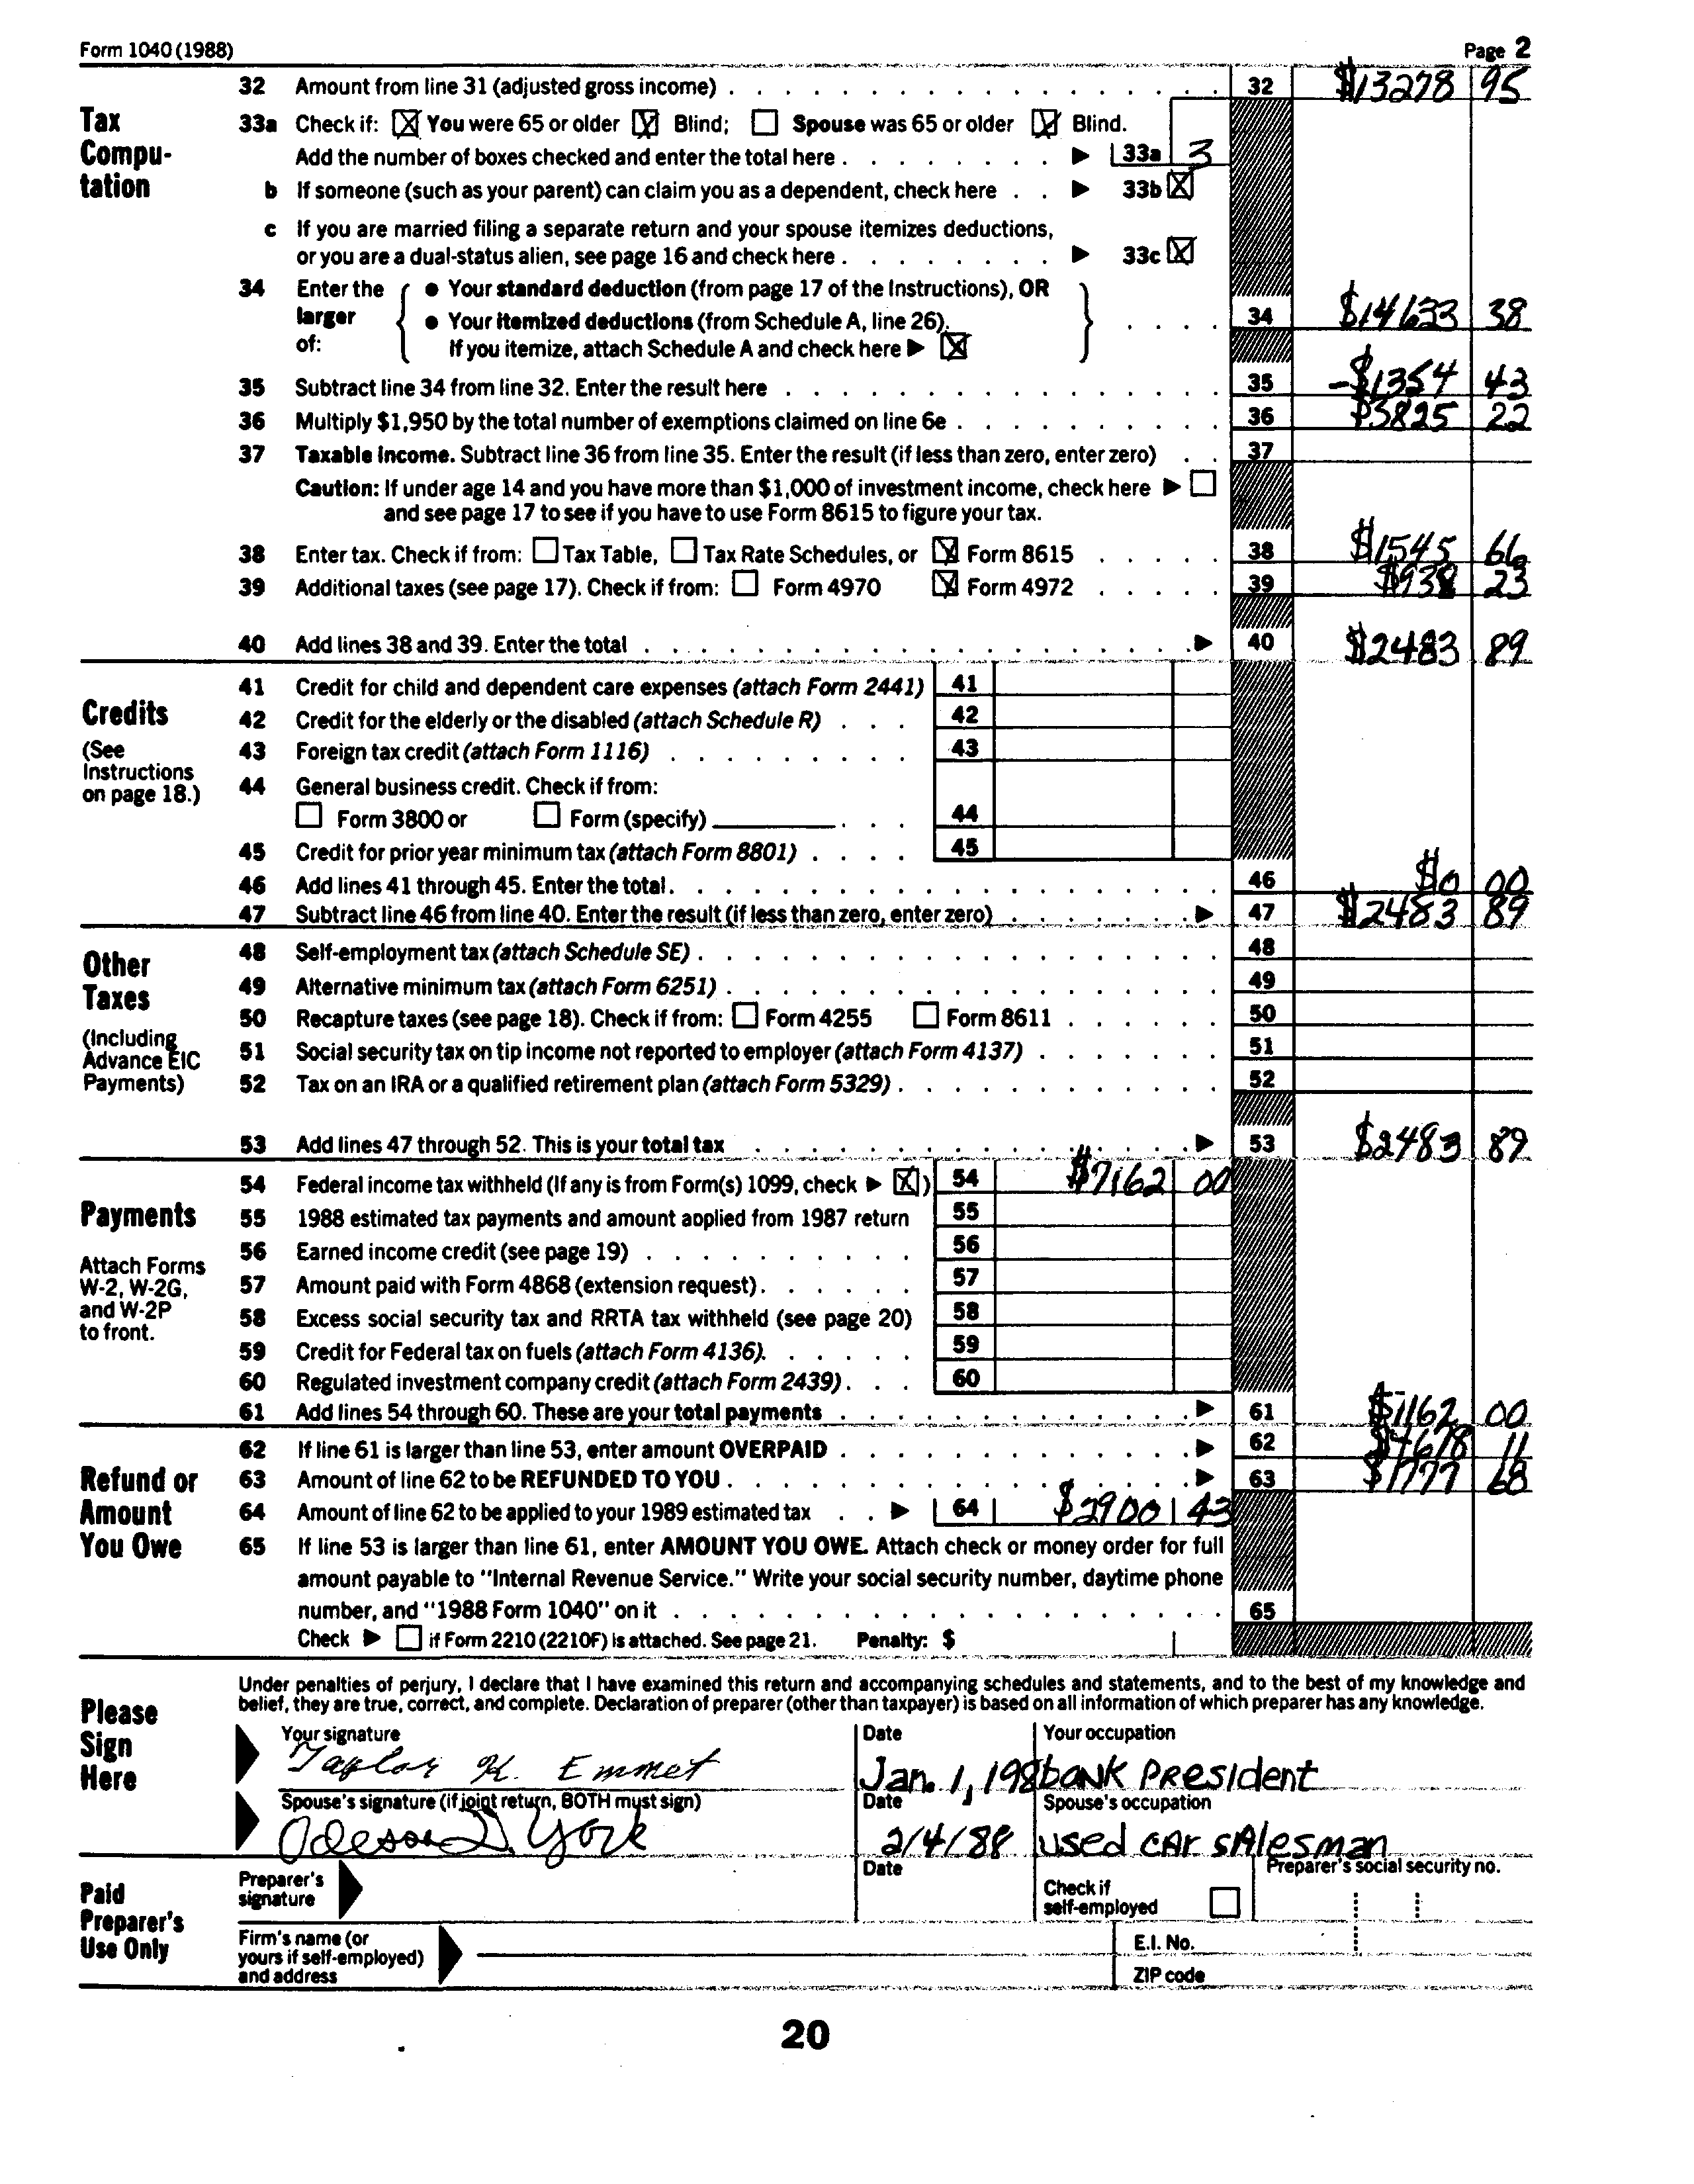 Form 1040 (1988) Page 2
Tax Computation
32 Amount from line 31 (adjusted gross income) 32 $13278 95
33a Check if: ☒ You were 65 or older ☒ Blind; ☐ Spouse was 65 or older ☒ Blind.
Add the number of boxes checked and enter the total here ▶ 33a 3
b If someone (such as your parent) can claim you as a dependent, check here ▶ 33b ☒
c If you are married filing a separate return and your spouse itemizes deductions,
or you are a dual-status alien, see page 16 and check here ▶ 33c ☒
34 Enter the larger of: { ● Your standard deduction (from page 17 of the Instructions), OR
● Your itemized deductions (from Schedule A, line 26). } 34 $14633 38
If you itemize, attach Schedule A and check here ▶ ☒
35 Subtract line 34 from line 32. Enter the result here 35 -$1354 43
36 Multiply $1,950 by the total number of exemptions claimed on line 6e 36 $3825 22
37 Taxable Income. Subtract line 36 from line 35. Enter the result (if less than zero, enter zero) 37
Caution: If under age 14 and you have more than $1,000 of investment income, check here ▶ ☐
and see page 17 to see if you have to use Form 8615 to figure your tax.
38 Enter tax. Check if from: ☐ Tax Table, ☐ Tax Rate Schedules, or ☒ Form 8615 38 $1545 66
39 Additional taxes (see page 17). Check if from: ☐ Form 4970 ☒ Form 4972 39 $938 23
40 Add lines 38 and 39. Enter the total ▶ 40 $2483 89
Credits
(See Instructions on page 18.)
41 Credit for child and dependent care expenses (attach Form 2441) 41
42 Credit for the elderly or the disabled (attach Schedule R) 42
43 Foreign tax credit (attach Form 1116) 43
44 General business credit. Check if from:
☐ Form 3800 or ☐ Form (specify) 44
45 Credit for prior year minimum tax (attach Form 8801) 45
46 Add lines 41 through 45. Enter the total. 46 $0 00
47 Subtract line 46 from line 40. Enter the result (if less than zero, enter zero) ▶ 47 $2483 89
Other Taxes
(Including Advance EIC Payments)
48 Self-employment tax (attach Schedule SE) 48
49 Alternative minimum tax (attach Form 6251) 49
50 Recapture taxes (see page 18). Check if from: ☐ Form 4255 ☐ Form 8611 50
51 Social security tax on tip income not reported to employer (attach Form 4137) 51
52 Tax on an IRA or a qualified retirement plan (attach Form 5329) 52
53 Add lines 47 through 52. This is your total tax ▶ 53 $2483 89
Payments
Attach Forms W-2, W-2G, and W-2P to front.
54 Federal income tax withheld (If any is from Form(s) 1099, check ▶ ☒) 54 $7162 00
55 1988 estimated tax payments and amount applied from 1987 return 55
56 Earned income credit (see page 19) 56
57 Amount paid with Form 4868 (extension request) 57
58 Excess social security tax and RRTA tax withheld (see page 20) 58
59 Credit for Federal tax on fuels (attach Form 4136). 59
60 Regulated investment company credit (attach Form 2439) 60
61 Add lines 54 through 60. These are your total payments ▶ 61 $7162 00
Refund or Amount You Owe
62 If line 61 is larger than line 53, enter amount OVERPAID ▶ 62 $4678 11
63 Amount of line 62 to be REFUNDED TO YOU ▶ 63 $1777 68
64 Amount of line 62 to be applied to your 1989 estimated tax ▶ 64 $2900 43
65 If line 53 is larger than line 61, enter AMOUNT YOU OWE. Attach check or money order for full
amount payable to "Internal Revenue Service." Write your social security number, daytime phone
number, and "1988 Form 1040" on it 65
Check ▶ ☐ if Form 2210 (2210F) is attached. See page 21. Penalty: $
Please Sign Here
Under penalties of perjury, I declare that I have examined this return and accompanying schedules and statements, and to the best of my knowledge and
belief, they are true, correct, and complete. Declaration of preparer (other than taxpayer) is based on all information of which preparer has any knowledge.
Your signature Date Your occupation
Taylor K. Emmet Jan. 1, 198 bank President
Spouse's signature (if joint return, BOTH must sign) Date Spouse's occupation
Odeson D. York 2/4/88 used car salesman
Paid Preparer's Use Only
Preparer's signature Date Check if self-employed ☐ Preparer's social security no.
Firm's name (or yours if self-employed) and address E.I. No.
ZIP code
20